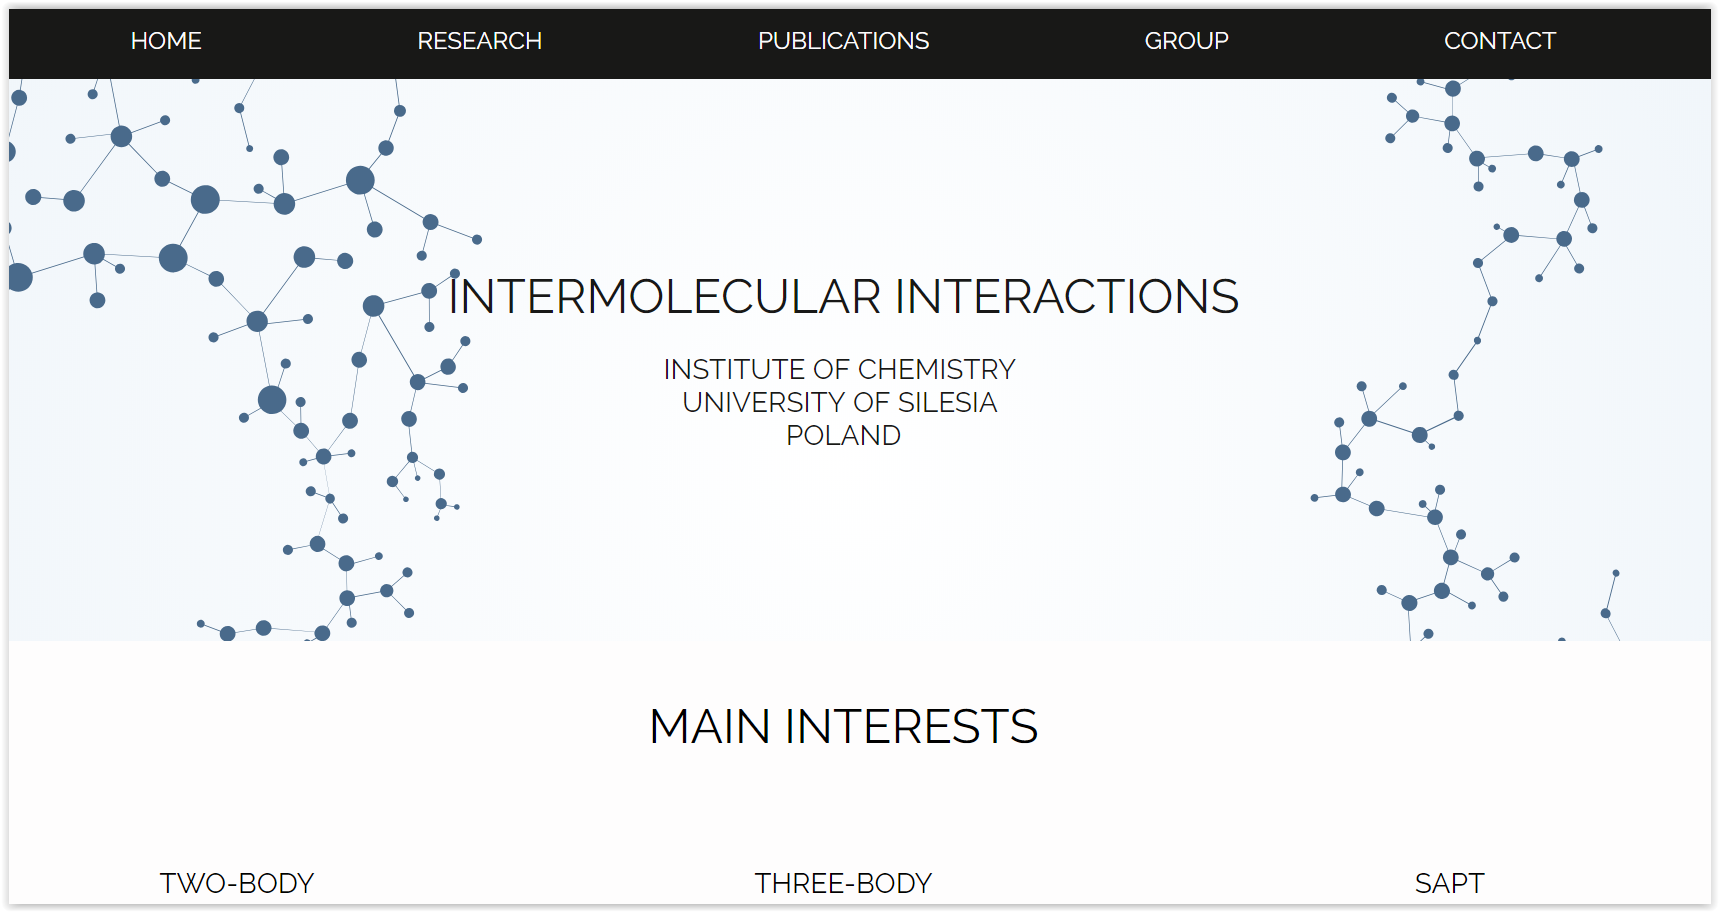 HOME RESEARCH PUBLICATIONS GROUP CONTACT
INTERMOLECULAR INTERACTIONS
INSTITUTE OF CHEMISTRY
UNIVERSITY OF SILESIA
POLAND
MAIN INTERESTS
TWO-BODY THREE-BODY SAPT